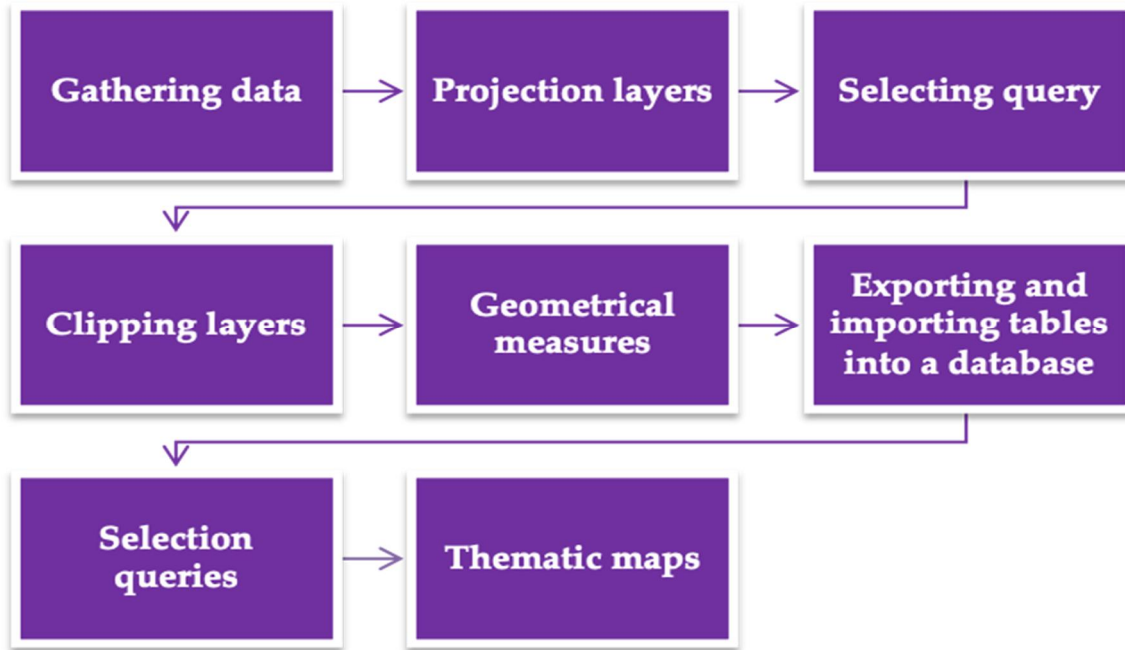 Gathering data
Projection layers
Selecting query
Clipping layers
Geometrical
measures
Exporting and
importing tables
into a database
Selection
queries
Thematic maps